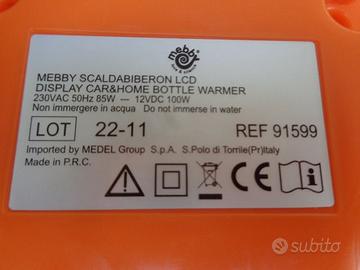 mebby
MEBBY SCALDABIBERON LCD
DISPLAY CAR&HOME BOTTLE WARMER
230VAC 50Hz 85W --- 12VDC 100W
Non immergere in acqua Do not immerse in water
LOT 22-11 REF 91599
Imported by MEDEL Group S.p.A. S.Polo di Torrile(Pr)Italy
Made in P.R.C.
CE
i
subito